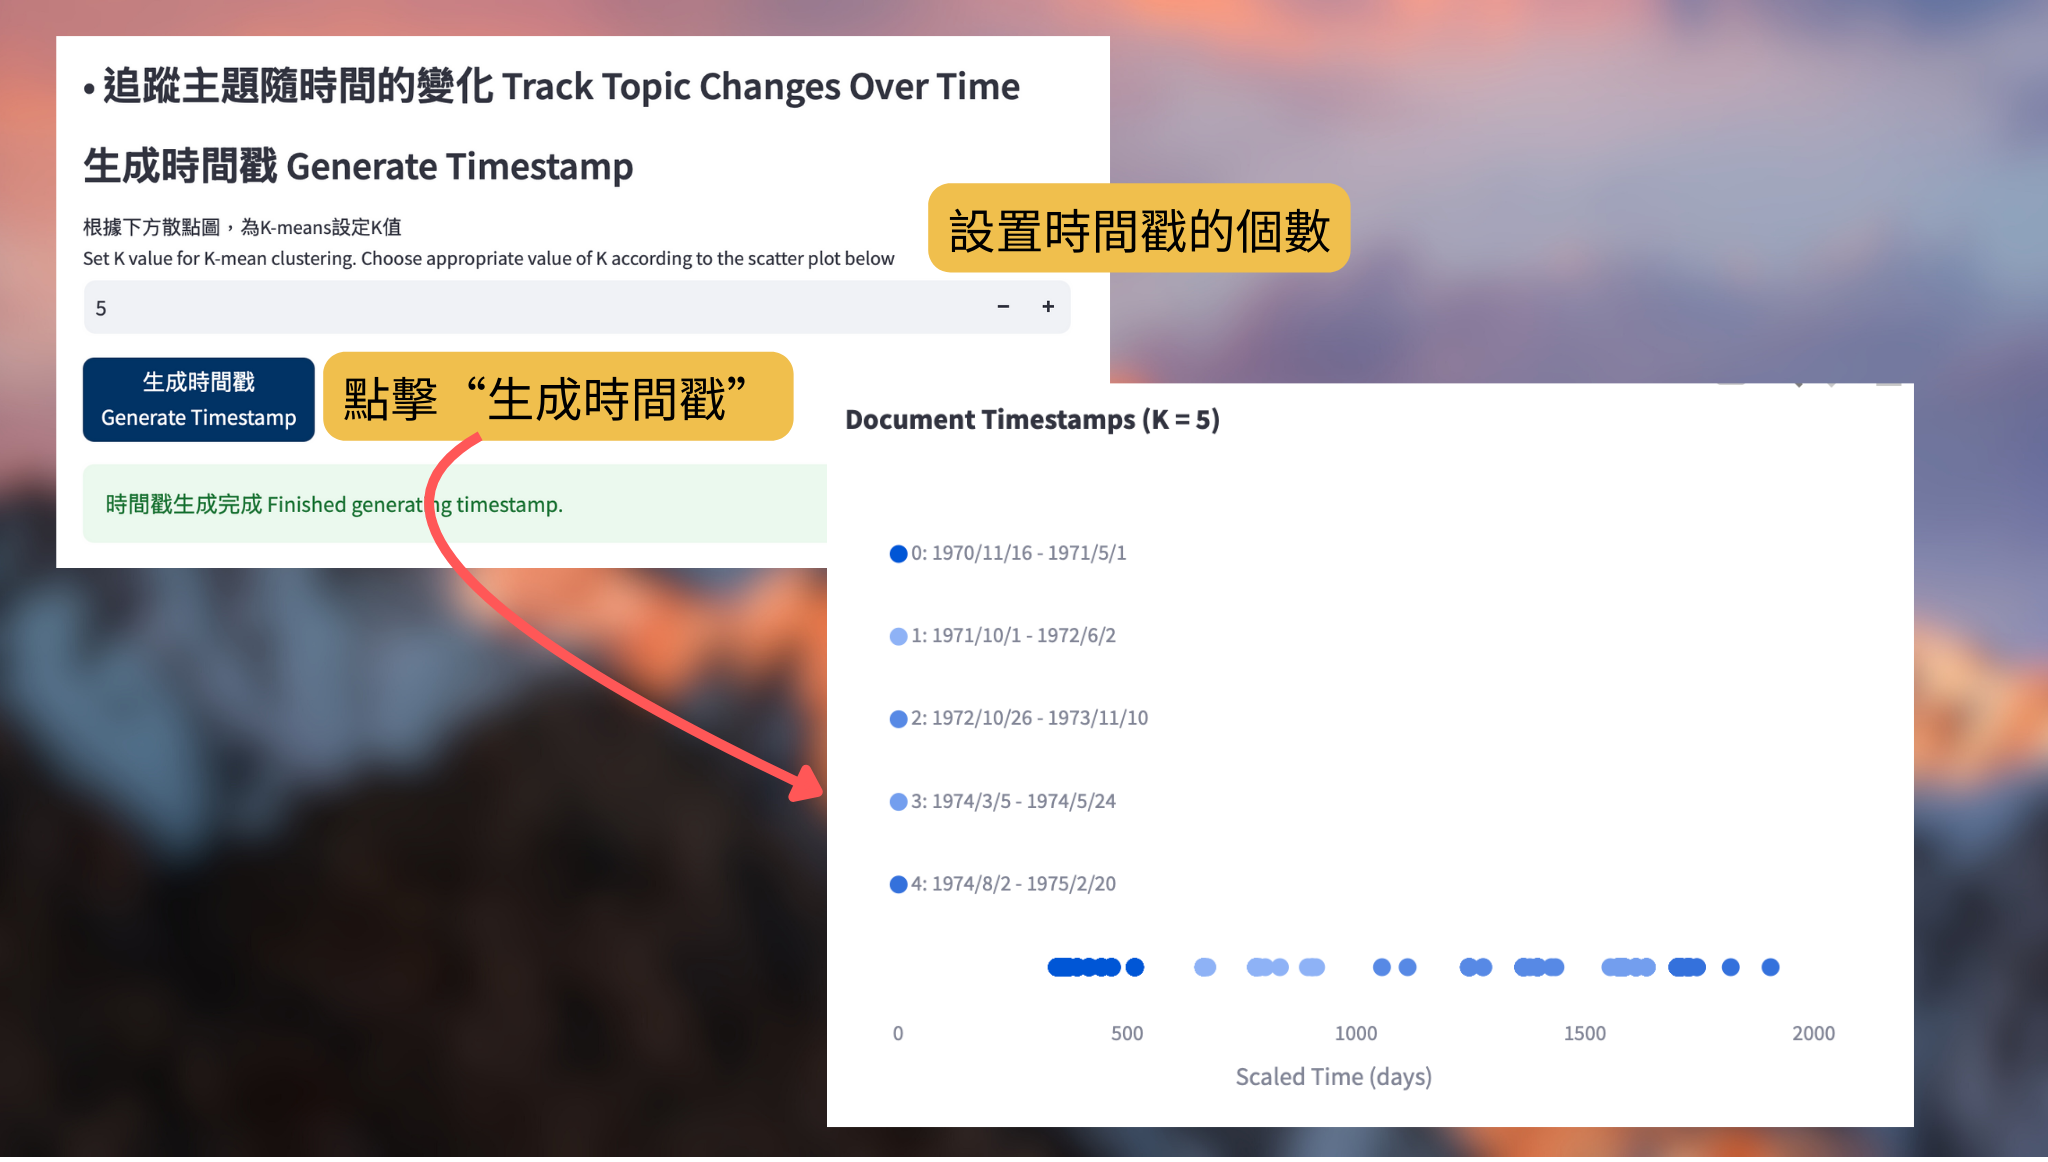 • 追蹤主題隨時間的變化 Track Topic Changes Over Time
生成時間戳 Generate Timestamp
根據下方散點圖，為K-means設定K值
Set K value for K-mean clustering. Choose appropriate value of K according to the scatter plot below
設置時間戳的個數
5
− +
生成時間戳
Generate Timestamp
點擊“生成時間戳”
時間戳生成完成 Finished generating timestamp.
Document Timestamps (K = 5)
0: 1970/11/16 - 1971/5/1
1: 1971/10/1 - 1972/6/2
2: 1972/10/26 - 1973/11/10
3: 1974/3/5 - 1974/5/24
4: 1974/8/2 - 1975/2/20
0 500 1000 1500 2000
Scaled Time (days)